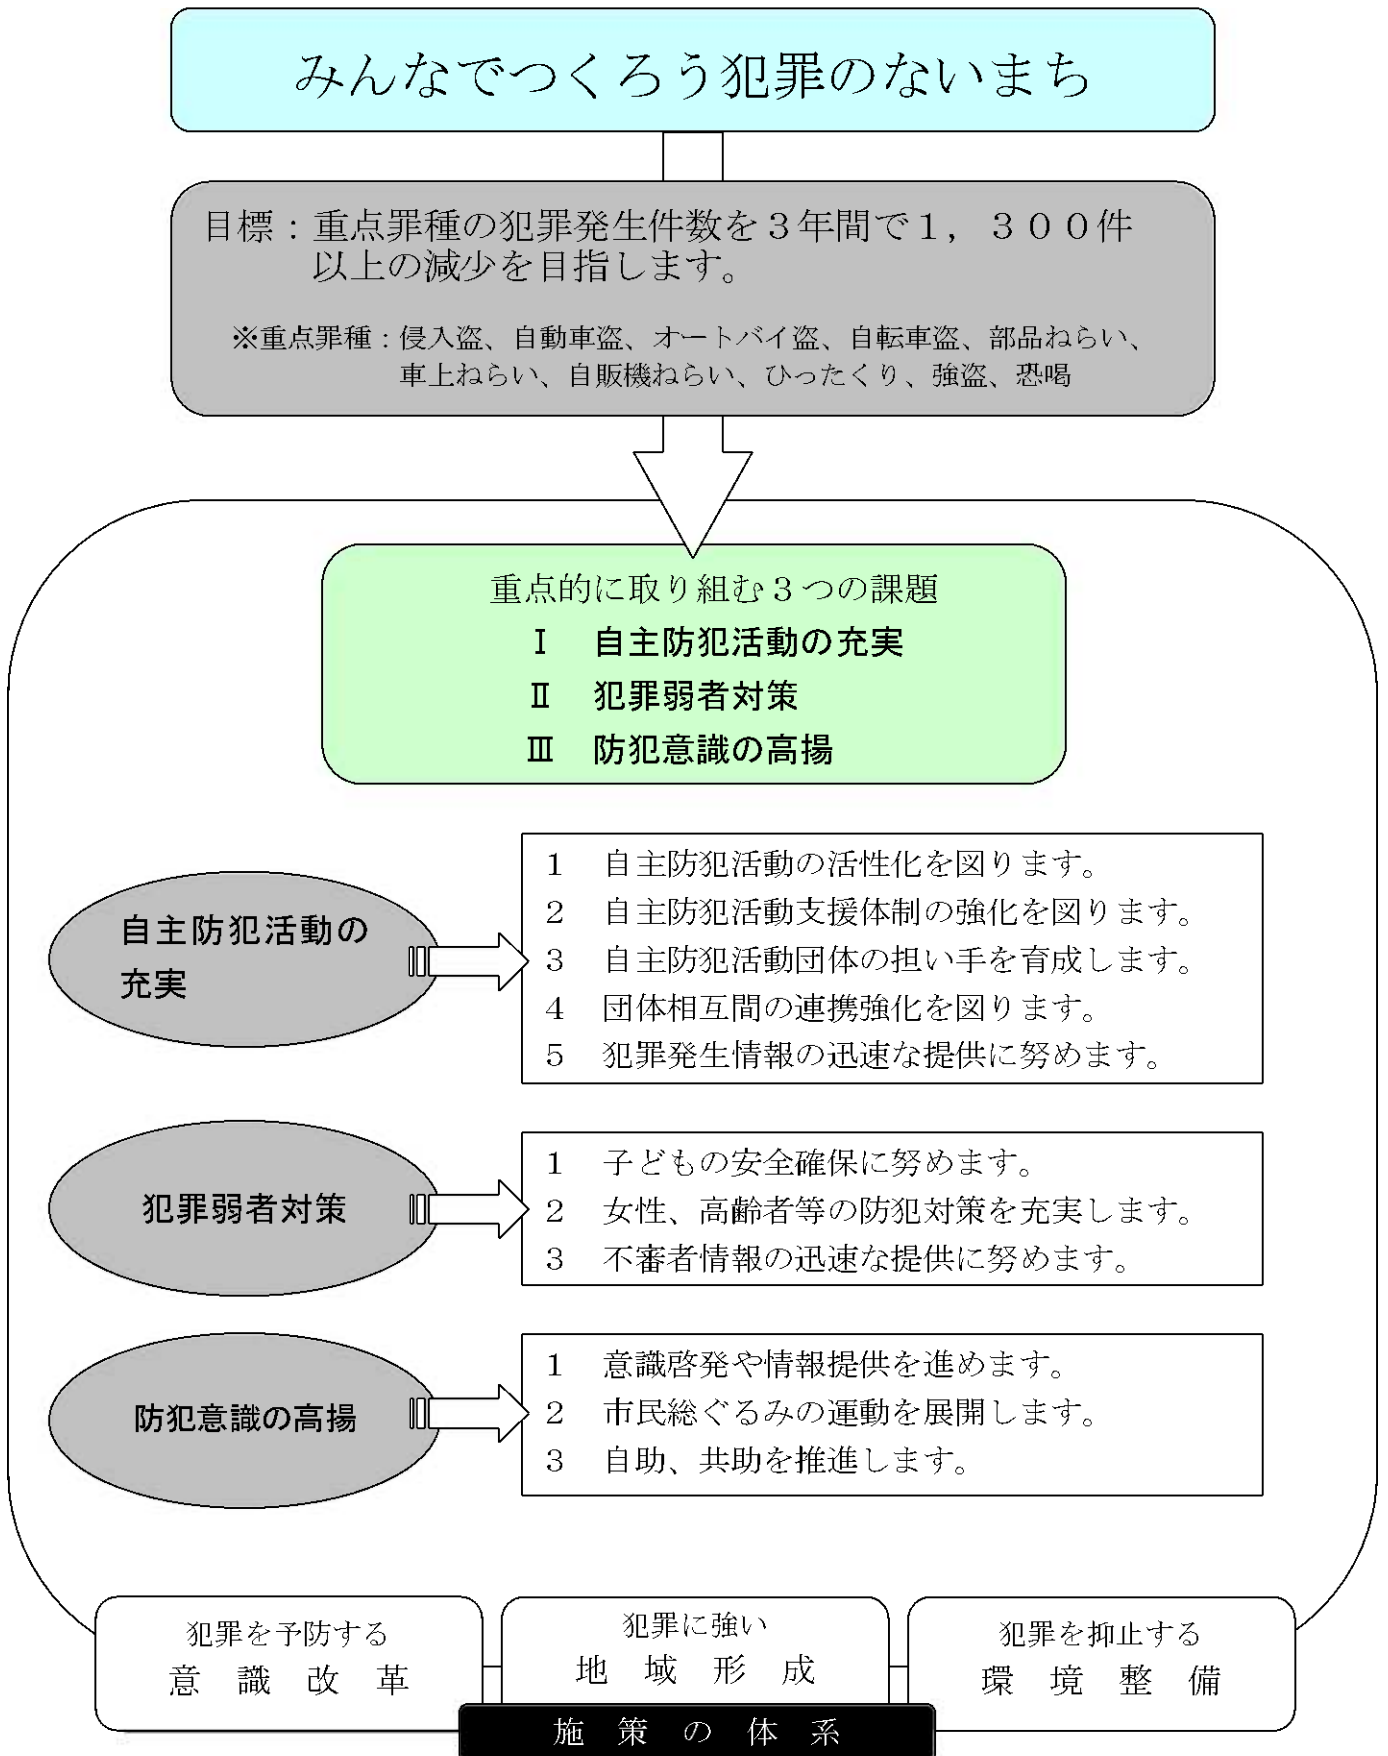 みんなでつくろう犯罪のないまち
目標：重点罪種の犯罪発生件数を３年間で１，３００件
以上の減少を目指します。
※重点罪種：侵入盗、自動車盗、オートバイ盗、自転車盗、部品ねらい、
車上ねらい、自販機ねらい、ひったくり、強盗、恐喝
重点的に取り組む３つの課題
Ⅰ　自主防犯活動の充実
Ⅱ　犯罪弱者対策
Ⅲ　防犯意識の高揚
自主防犯活動の
充実
１　自主防犯活動の活性化を図ります。
２　自主防犯活動支援体制の強化を図ります。
３　自主防犯活動団体の担い手を育成します。
４　団体相互間の連携強化を図ります。
５　犯罪発生情報の迅速な提供に努めます。
犯罪弱者対策
１　子どもの安全確保に努めます。
２　女性、高齢者等の防犯対策を充実します。
３　不審者情報の迅速な提供に努めます。
防犯意識の高揚
１　意識啓発や情報提供を進めます。
２　市民総ぐるみの運動を展開します。
３　自助、共助を推進します。
犯罪を予防する
意　識　改　革
犯罪に強い
地　域　形　成
犯罪を抑止する
環　境　整　備
施　策　の　体　系